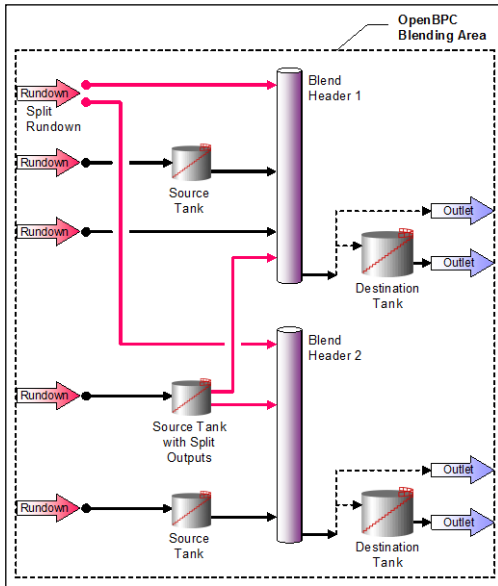 OpenBPC
Blending Area
Rundown
Split
Rundown
Blend
Header 1
Rundown
Source
Tank
Rundown
Outlet
Outlet
Destination
Tank
Blend
Header 2
Rundown
Source Tank
with Split
Outputs
Outlet
Rundown
Source
Tank
Outlet
Destination
Tank